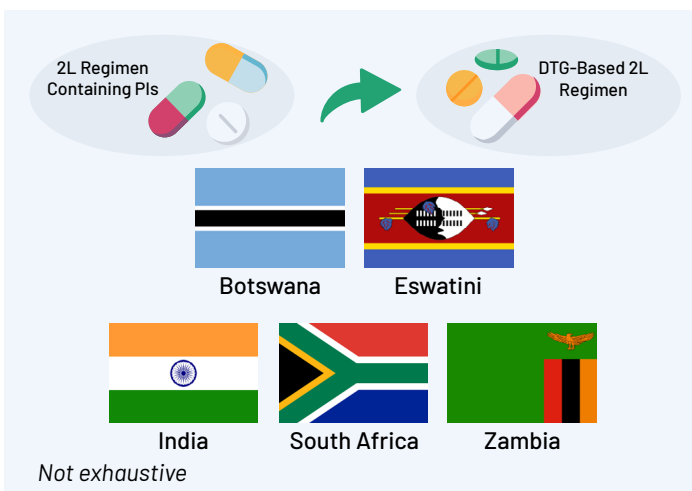 2L Regimen
Containing PIs
DTG-Based 2L
Regimen
Botswana
Eswatini
India
South Africa
Zambia
Not exhaustive